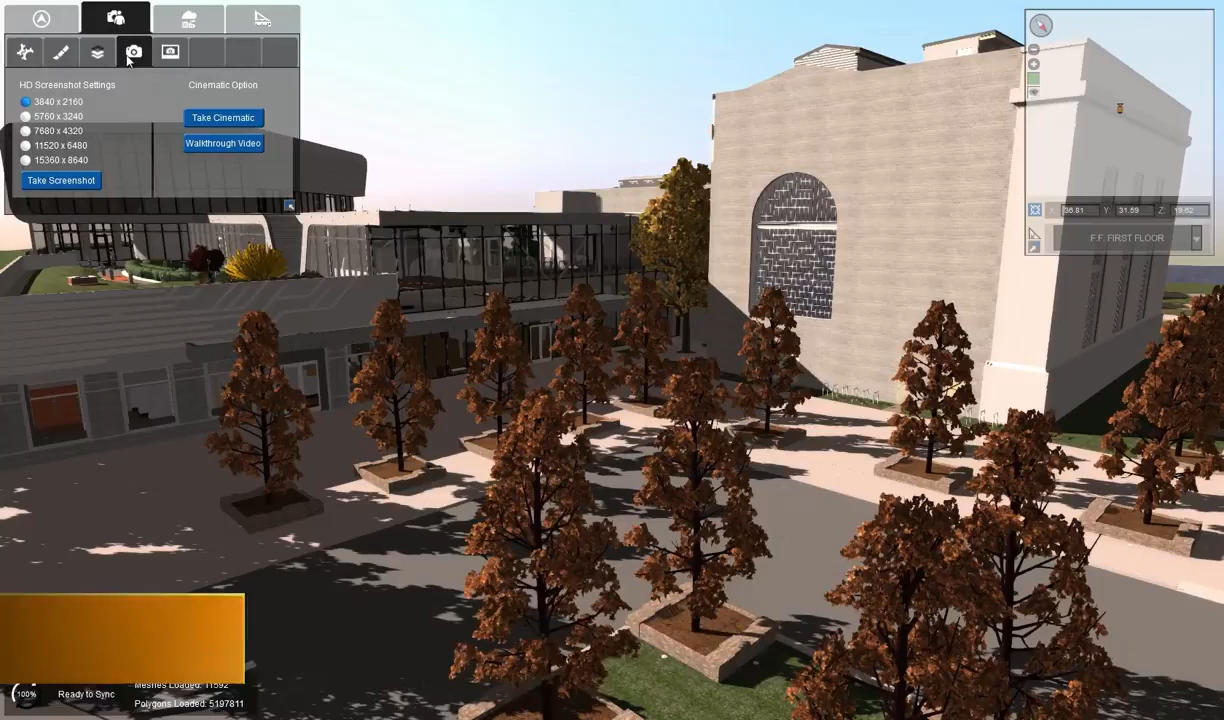 HD Screenshot Settings
Cinematic Option
3840 x 2160
5760 x 3240
7680 x 4320
11520 x 6480
15360 x 8640
Take Cinematic
Walkthrough Video
Take Screenshot
36.81 Y: 31.59 Z: 19.62
F.F. FIRST FLOOR
100%
Ready to Sync
Meshes Loaded: 11592
Polygons Loaded: 5197811